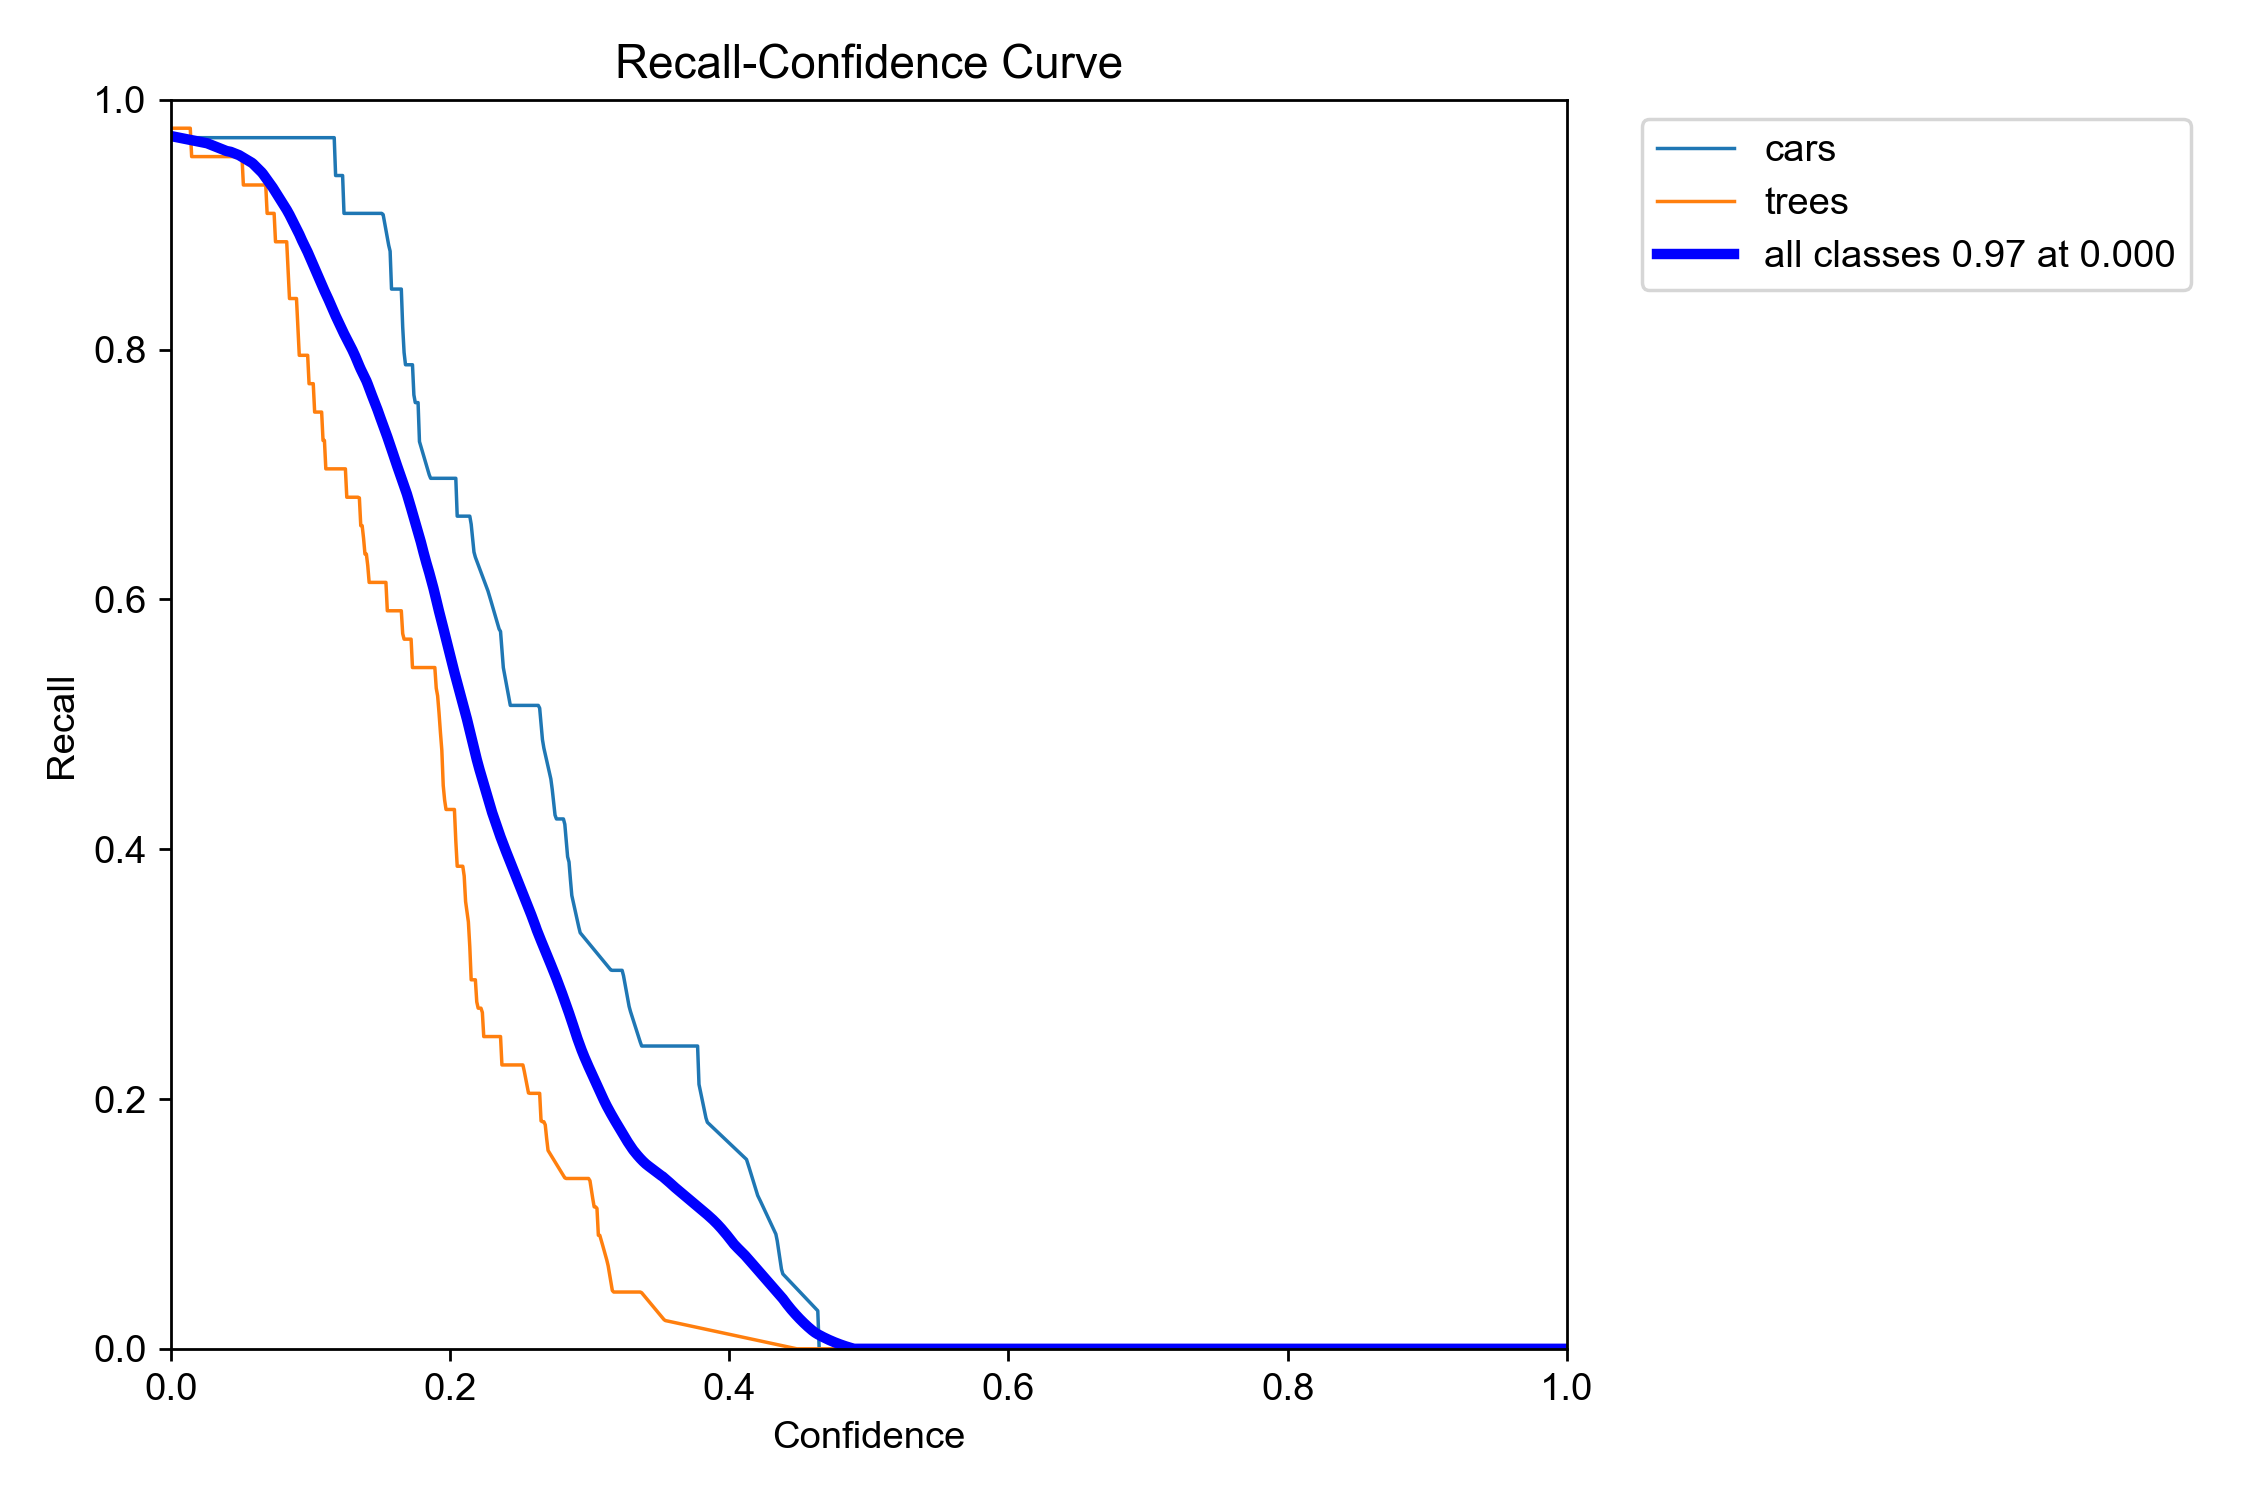 Recall-Confidence Curve
1.0
0.8
0.6
0.4
0.2
0.0
Recall
0.0 0.2 0.4 0.6 0.8 1.0
Confidence
cars
trees
all classes 0.97 at 0.000